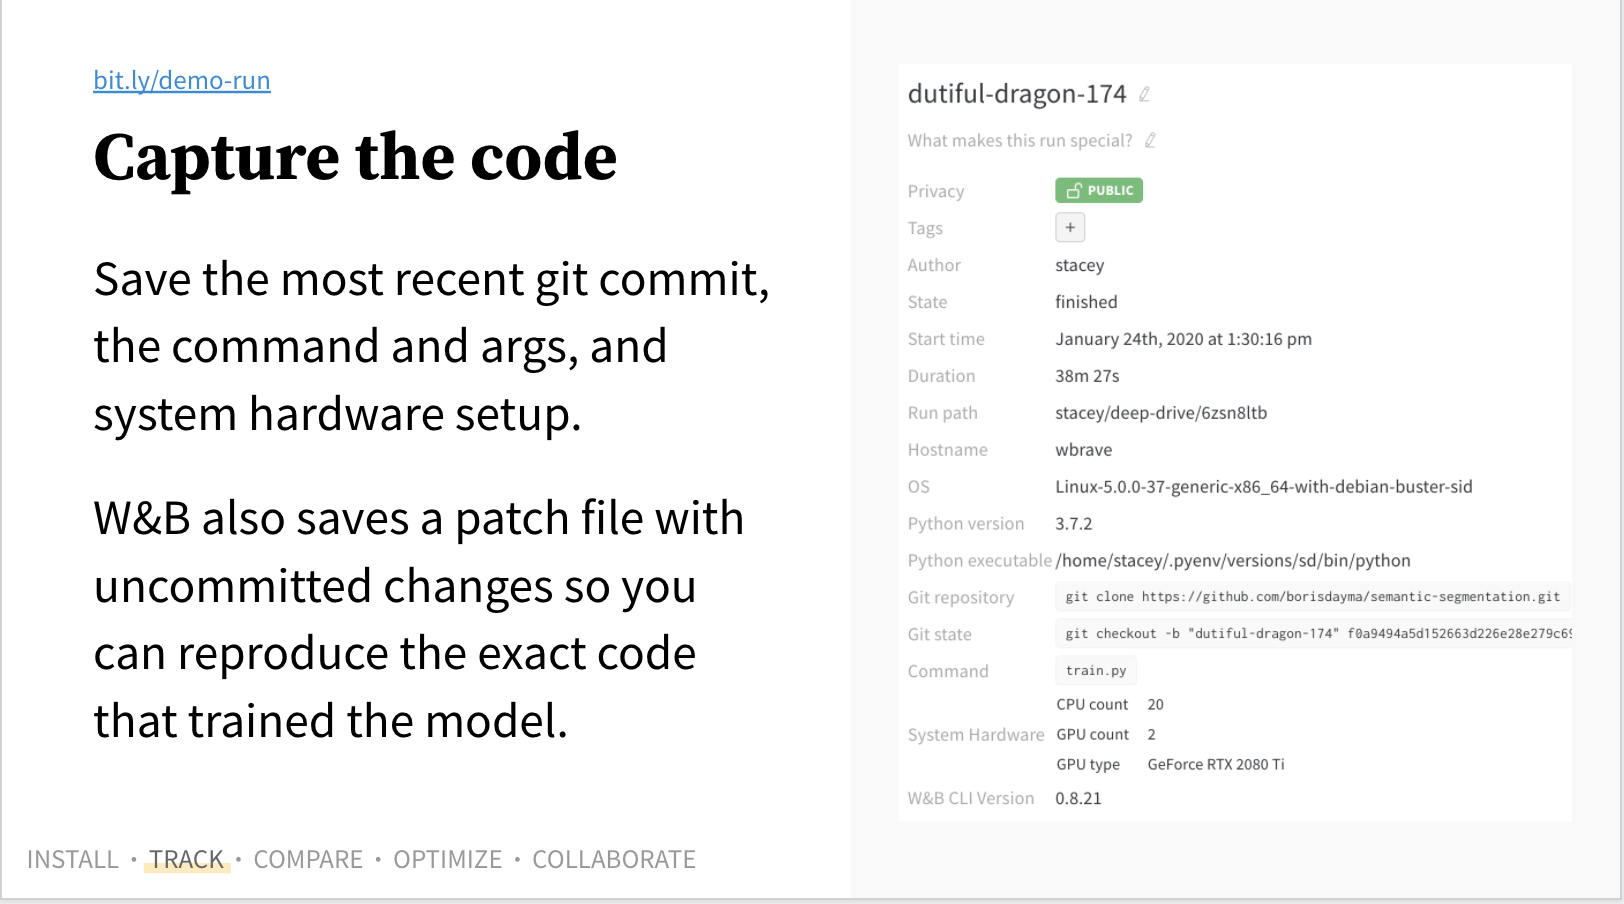 bit.ly/demo-run
Capture the code
Save the most recent git commit,
the command and args, and
system hardware setup.
W&B also saves a patch file with
uncommitted changes so you
can reproduce the exact code
that trained the model.
INSTALL • TRACK • COMPARE • OPTIMIZE • COLLABORATE
dutiful-dragon-174
What makes this run special?
Privacy PUBLIC
Tags +
Author stacey
State finished
Start time January 24th, 2020 at 1:30:16 pm
Duration 38m 27s
Run path stacey/deep-drive/6zsn8ltb
Hostname wbrave
OS Linux-5.0.0-37-generic-x86_64-with-debian-buster-sid
Python version 3.7.2
Python executable /home/stacey/.pyenv/versions/sd/bin/python
Git repository git clone https://github.com/borisdayma/semantic-segmentation.git
Git state git checkout -b "dutiful-dragon-174" f0a9494a5d152663d226e28e279c69
Command train.py
CPU count 20
System Hardware GPU count 2
GPU type GeForce RTX 2080 Ti
W&B CLI Version 0.8.21